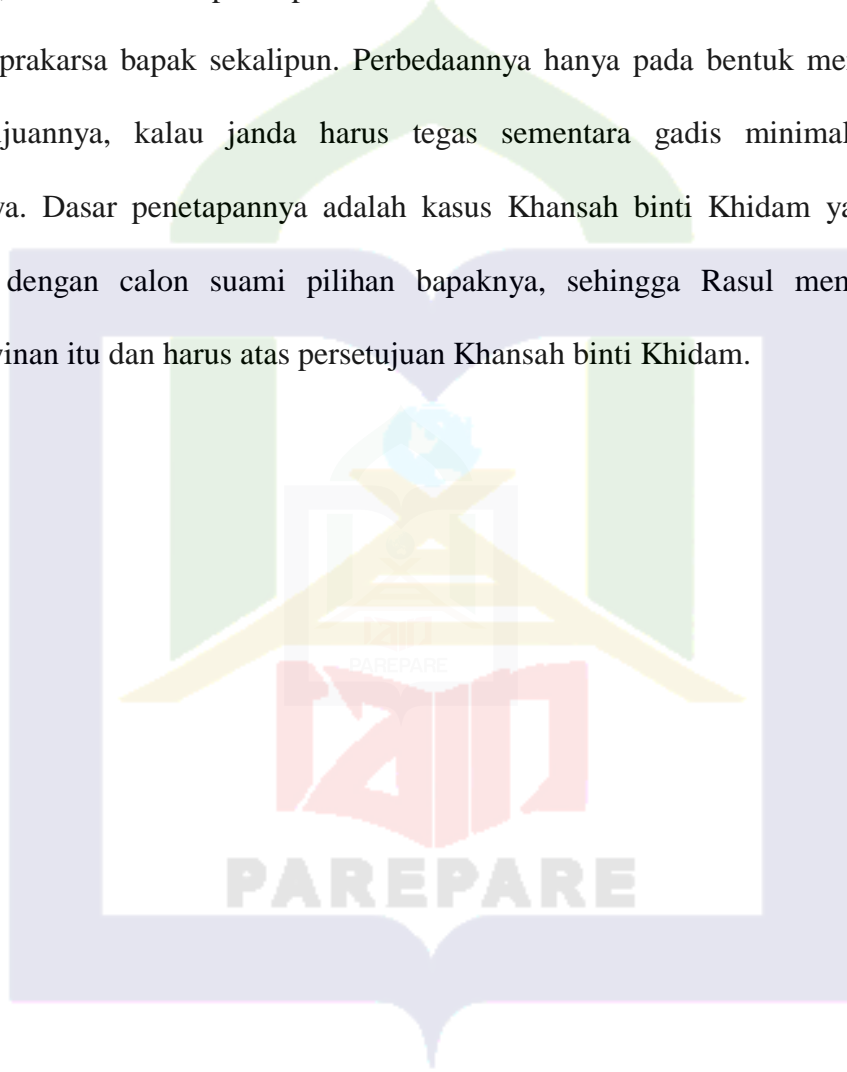 prakarsa bapak sekalipun. Perbedaannya hanya pada bentuk me
juannya, kalau janda harus tegas sementara gadis minimal
a. Dasar penetapannya adalah kasus Khansah binti Khidam ya
dengan calon suami pilihan bapaknya, sehingga Rasul men
inan itu dan harus atas persetujuan Khansah binti Khidam.
PAREPARE
iain
PAREPARE